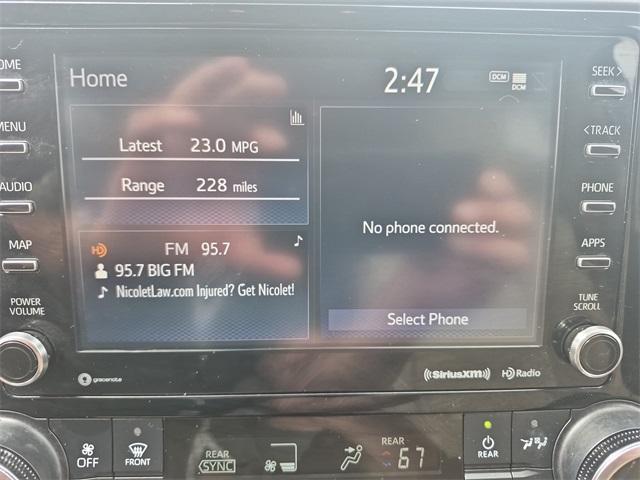 HOME
Home
2:47
DCM
DCM
SEEK >
MENU
Latest 23.0 MPG
< TRACK
AUDIO
Range 228 miles
PHONE
No phone connected.
MAP
HD FM 95.7
APPS
95.7 BIG FM
NicoletLaw.com Injured? Get Nicolet!
POWER
VOLUME
Select Phone
TUNE
SCROLL
gracenote
((SiriusXM))
HD Radio
OFF
FRONT
REAR
SYNC
REAR
67
REAR